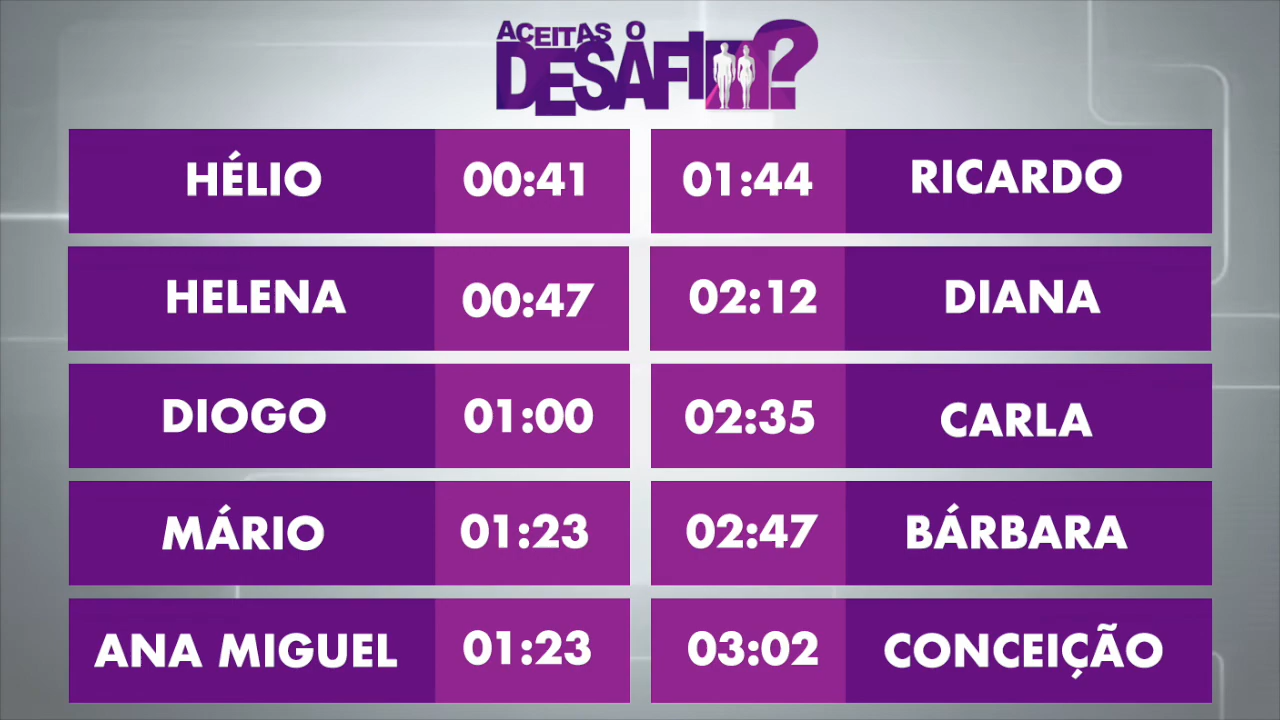 ACEITAS O
DESAFIO?
HÉLIO 00:41 01:44 RICARDO
HELENA 00:47 02:12 DIANA
DIOGO 01:00 02:35 CARLA
MÁRIO 01:23 02:47 BÁRBARA
ANA MIGUEL 01:23 03:02 CONCEIÇÃO